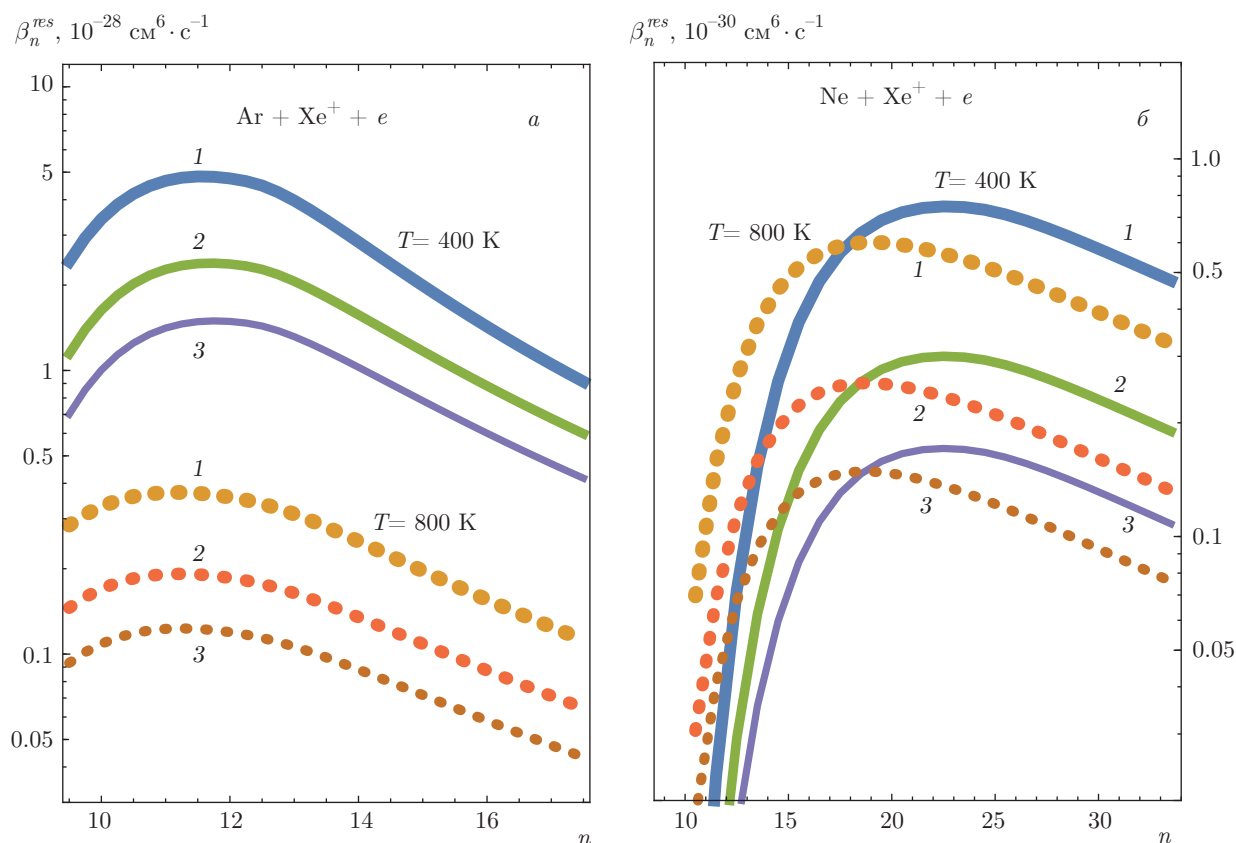 β_n^{res}, 10^{−28} см^6 · с^{−1}
Ar + Xe^+ + e
а
10
5
1
0.5
0.1
0.05
1
2
3
T= 400 K
1
2
3
T= 800 K
10
12
14
16
n
β_n^{res}, 10^{−30} см^6 · с^{−1}
Ne + Xe^+ + e
б
T= 400 K
T= 800 K
1
1
2
2
3
3
1.0
0.5
0.1
0.05
10
15
20
25
30
n